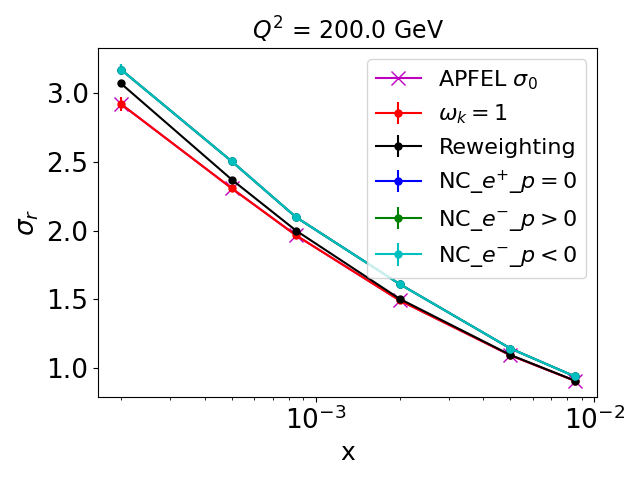 Q² = 200.0 GeV
APFEL σ₀
ωₖ = 1
Reweighting
NC_e⁺_p = 0
NC_e⁻_p > 0
NC_e⁻_p < 0
σᵣ
3.0
2.5
2.0
1.5
1.0
10⁻³ 10⁻²
x